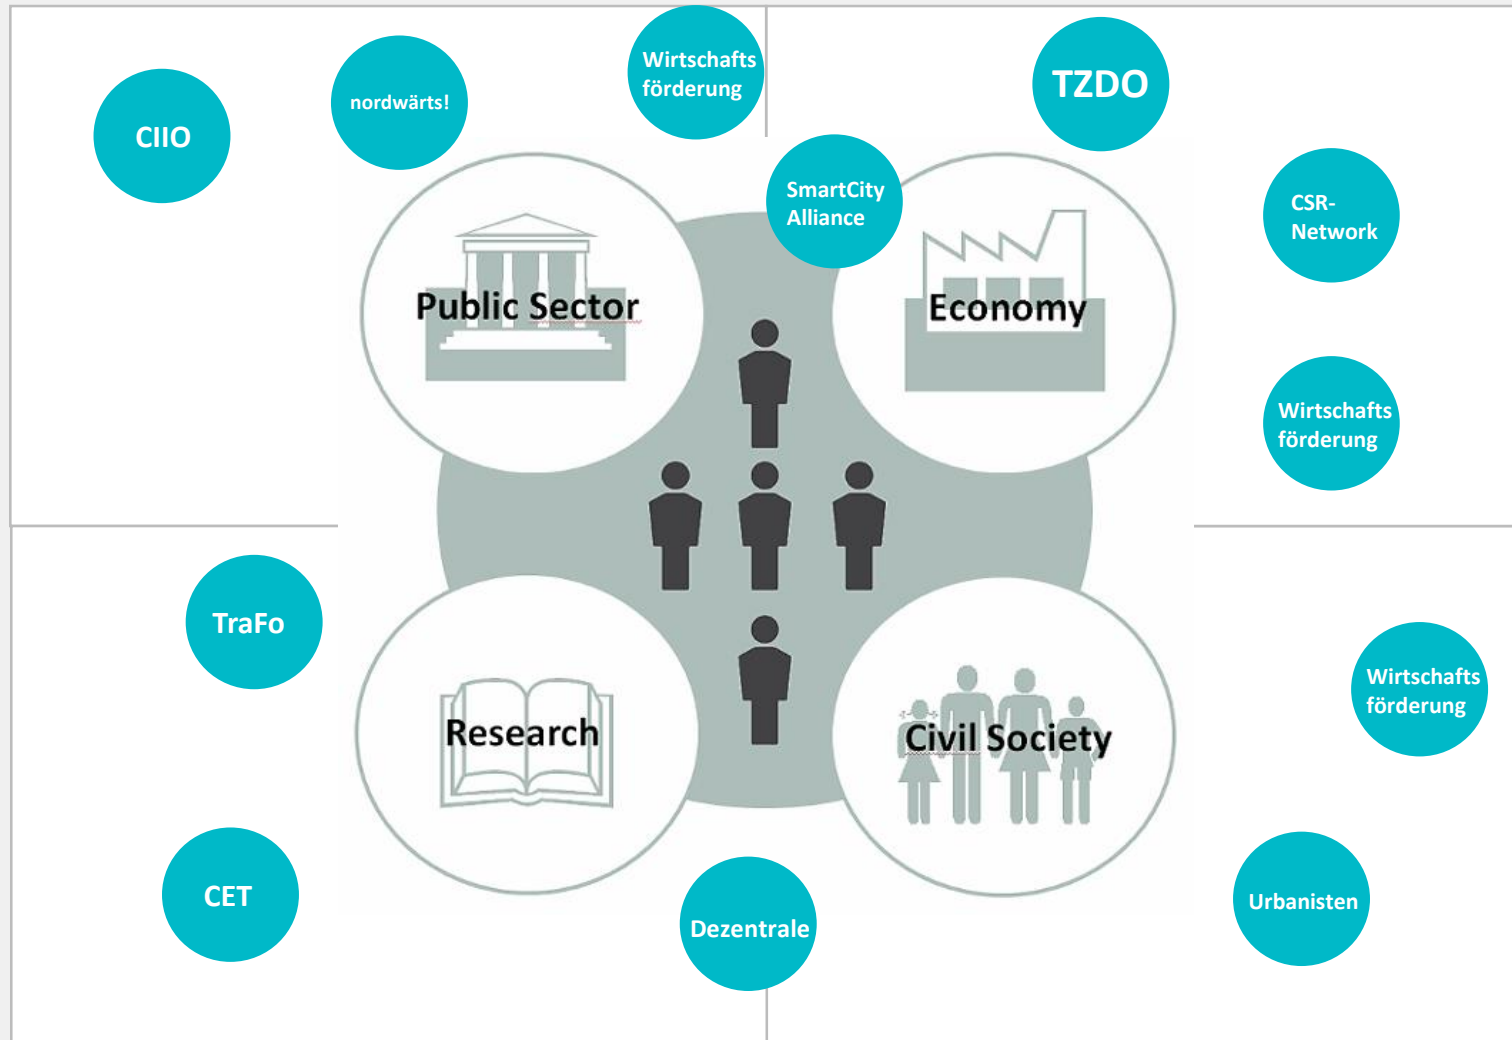 Wirtschafts
förderung
nordwärts!
TZDO
CIIO
SmartCity
Alliance
CSR-
Network
Public Sector
Economy
Wirtschafts
förderung
TraFo
Wirtschafts
förderung
Research
Civil Society
CET
Dezentrale
Urbanisten